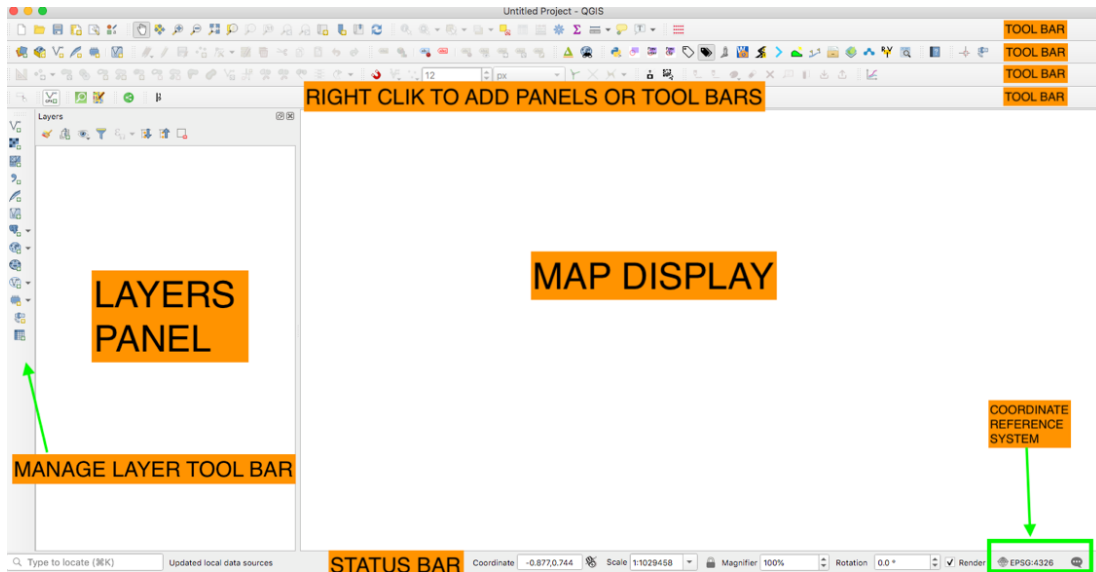 Untitled Project - QGIS
TOOL BAR
TOOL BAR
12 px TOOL BAR
RIGHT CLIK TO ADD PANELS OR TOOL BARS
TOOL BAR
Layers
MAP DISPLAY
LAYERS
PANEL
COORDINATE
REFERENCE
SYSTEM
MANAGE LAYER TOOL BAR
Type to locate (⌘K) Updated local data sources STATUS BAR Coordinate -0.877,0.744 Scale 1:1029458 Magnifier 100% Rotation 0.0 ° Render EPSG:4326